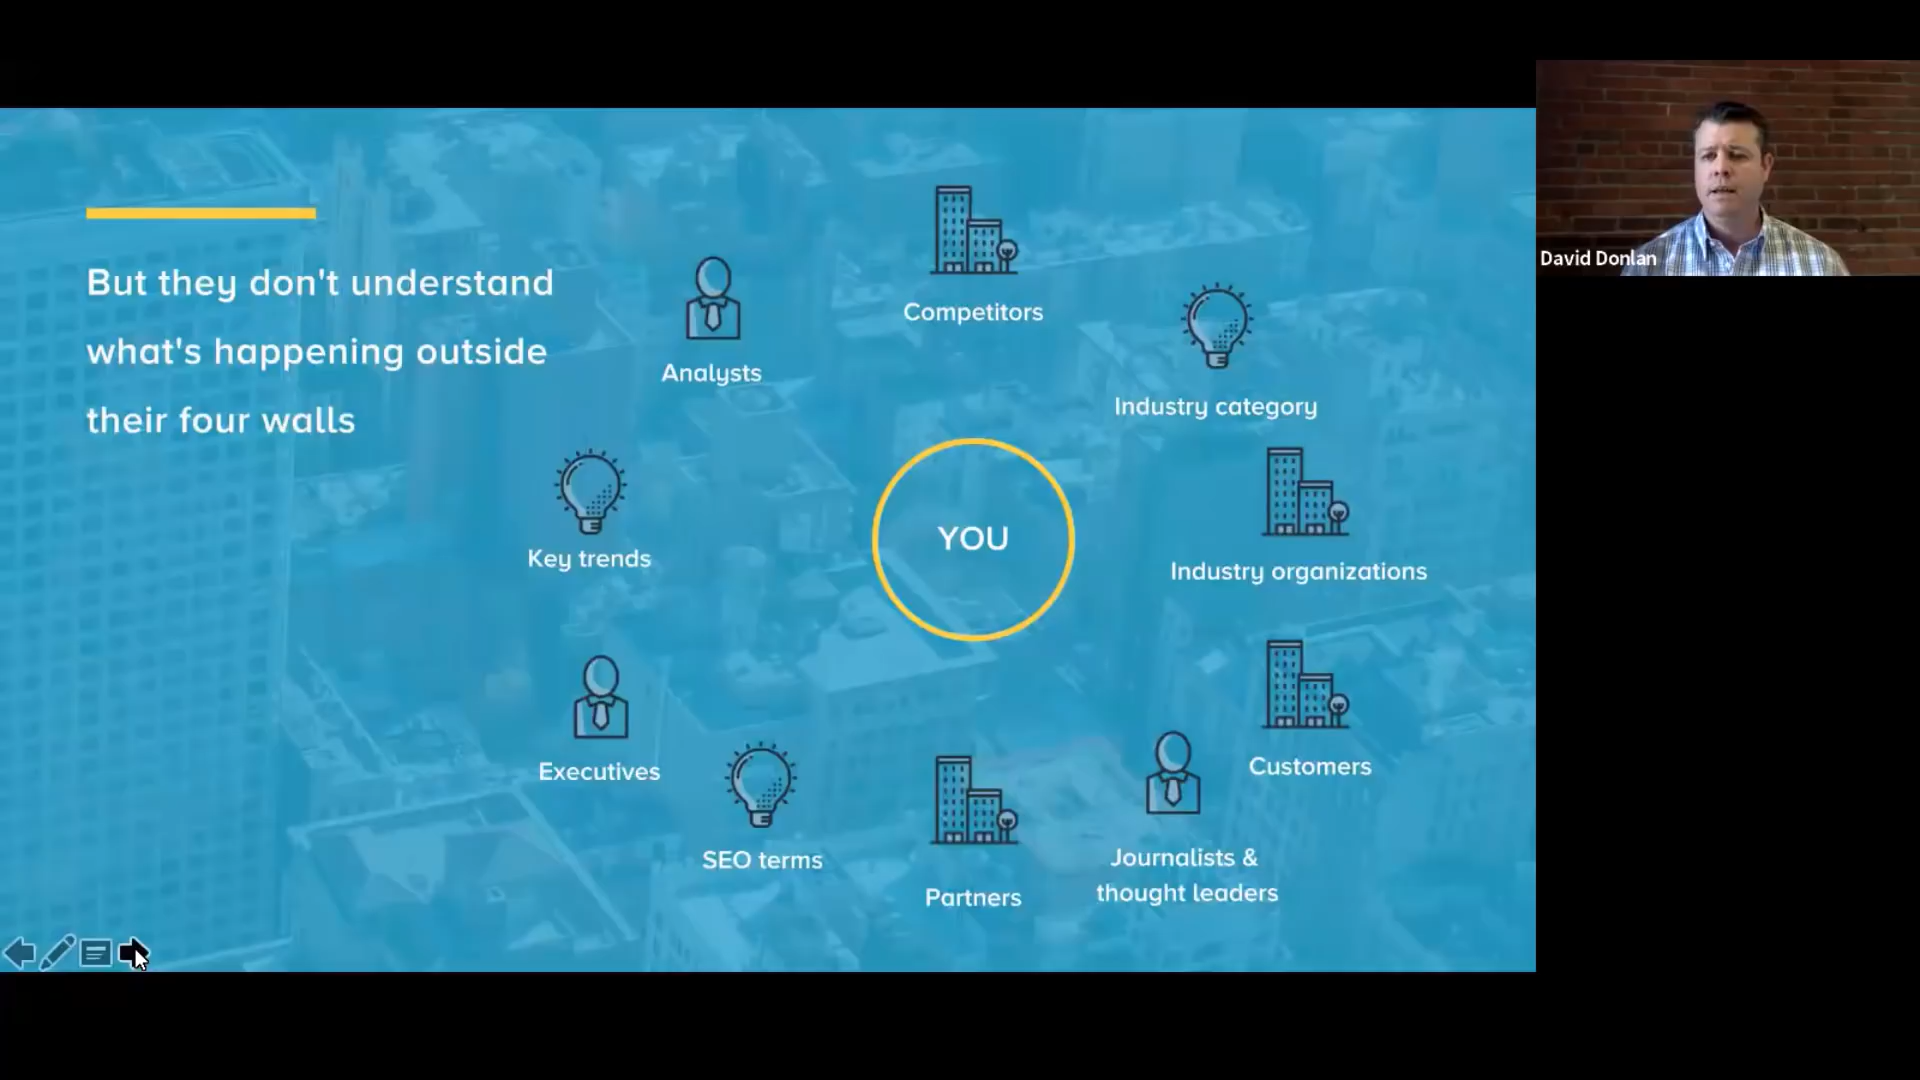 But they don't understand
what's happening outside
their four walls
Competitors
Analysts
Industry category
YOU
Key trends
Industry organizations
Executives
Customers
SEO terms
Partners
Journalists &
thought leaders
David Donlan